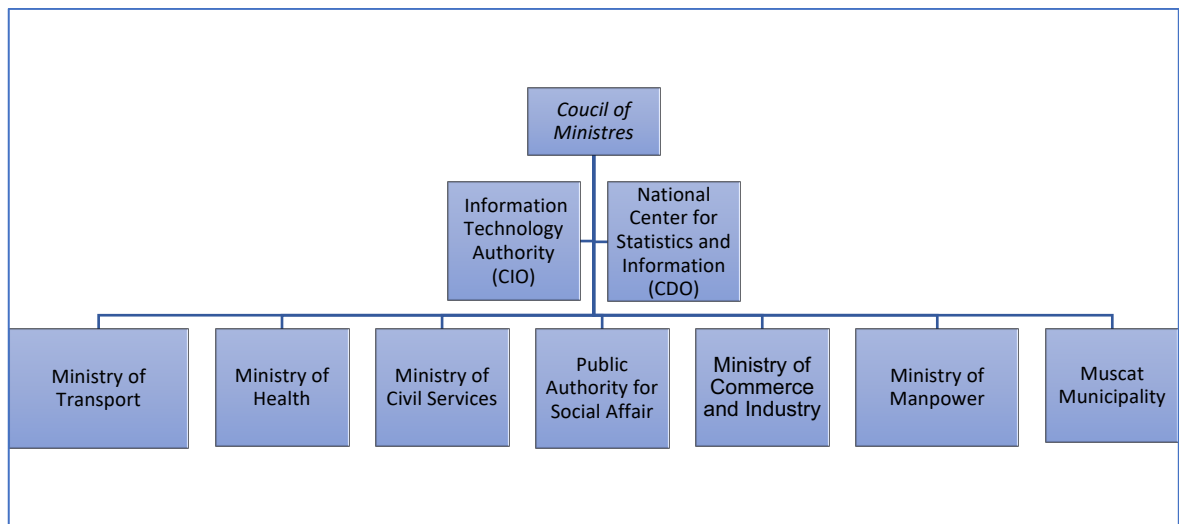 Coucil of
Ministres
Information
Technology
Authority
(CIO)
National
Center for
Statistics and
Information
(CDO)
Ministry of
Transport
Ministry of
Health
Ministry of
Civil Services
Public
Authority for
Social Affair
Ministry of
Commerce
and Industry
Ministry of
Manpower
Muscat
Municipality